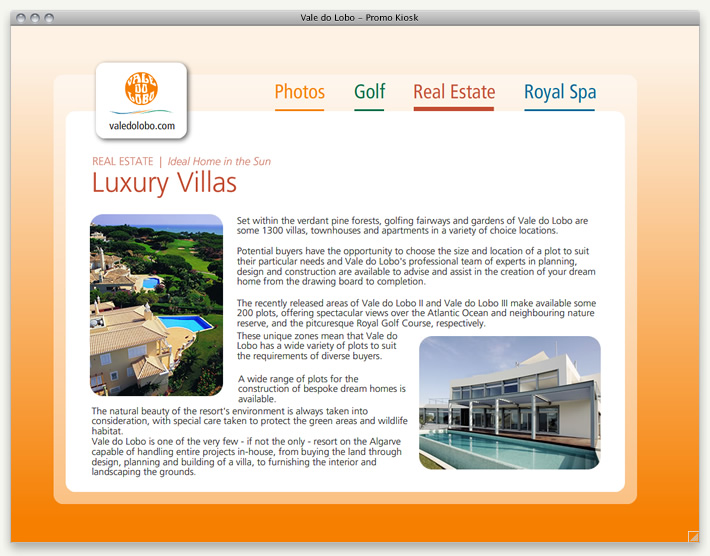 Vale do Lobo – Promo Kiosk
VALE
DO
LOBO
valedolobo.com
Photos Golf Real Estate Royal Spa
REAL ESTATE | Ideal Home in the Sun
Luxury Villas
Set within the verdant pine forests, golfing fairways and gardens of Vale do Lobo are
some 1300 villas, townhouses and apartments in a variety of choice locations.
Potential buyers have the opportunity to choose the size and location of a plot to suit
their particular needs and Vale do Lobo's professional team of experts in planning,
design and construction are available to advise and assist in the creation of your dream
home from the drawing board to completion.
The recently released areas of Vale do Lobo II and Vale do Lobo III make available some
200 plots, offering spectacular views over the Atlantic Ocean and neighbouring nature
reserve, and the pitcuresque Royal Golf Course, respectively.
These unique zones mean that Vale do
Lobo has a wide variety of plots to suit
the requirements of diverse buyers.
A wide range of plots for the
construction of bespoke dream homes is
available.
The natural beauty of the resort's environment is always taken into
consideration, with special care taken to protect the green areas and wildlife
habitat.
Vale do Lobo is one of the very few - if not the only - resort on the Algarve
capable of handling entire projects in-house, from buying the land through
design, planning and building of a villa, to furnishing the interior and
landscaping the grounds.